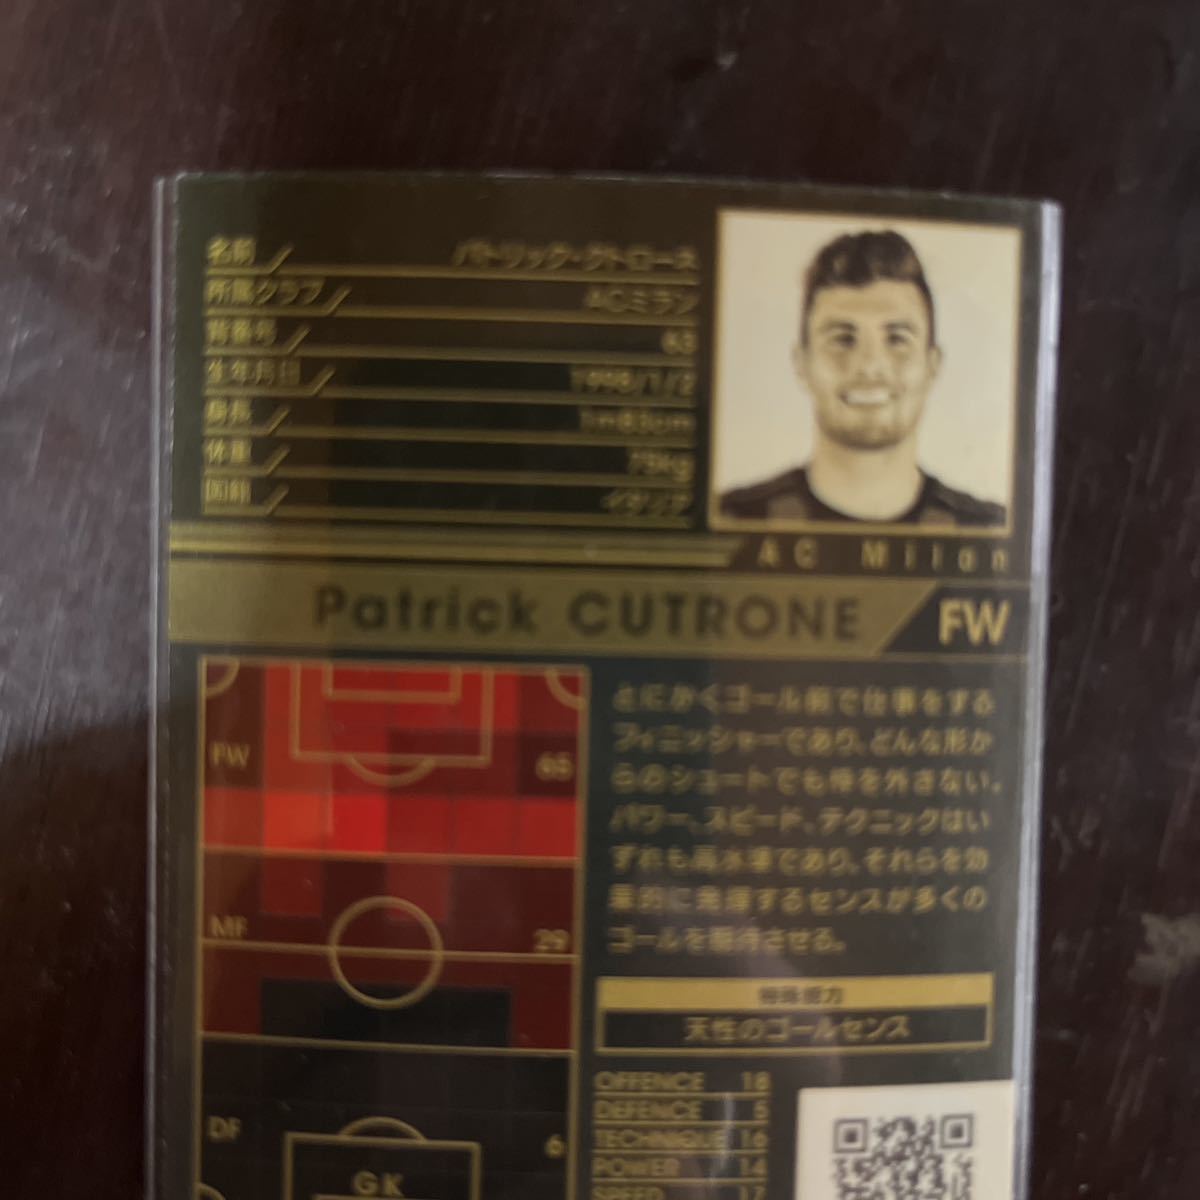 名前 パトリック・クトローネ
所属クラブ ACミラン
背番号 63
生年月日 1998/1/3
身長 1m83cm
体重 75kg
国籍 イタリア
AC Milan
Patrick CUTRONE FW
とにかくゴール前で仕事をする
フィニッシャーであり、どんな形か
らのシュートでも枠を外さない。
パワー、スピード、テクニックはい
ずれも高水準であり、それらを効
果的に発揮するセンスが多くの
ゴールを期待させる。
特殊能力
天性のゴールセンス
FW 65
MF 29
DF 6
GK
OFFENCE 18
DEFENCE 5
TECHNIQUE 16
POWER 14
SPEED 17